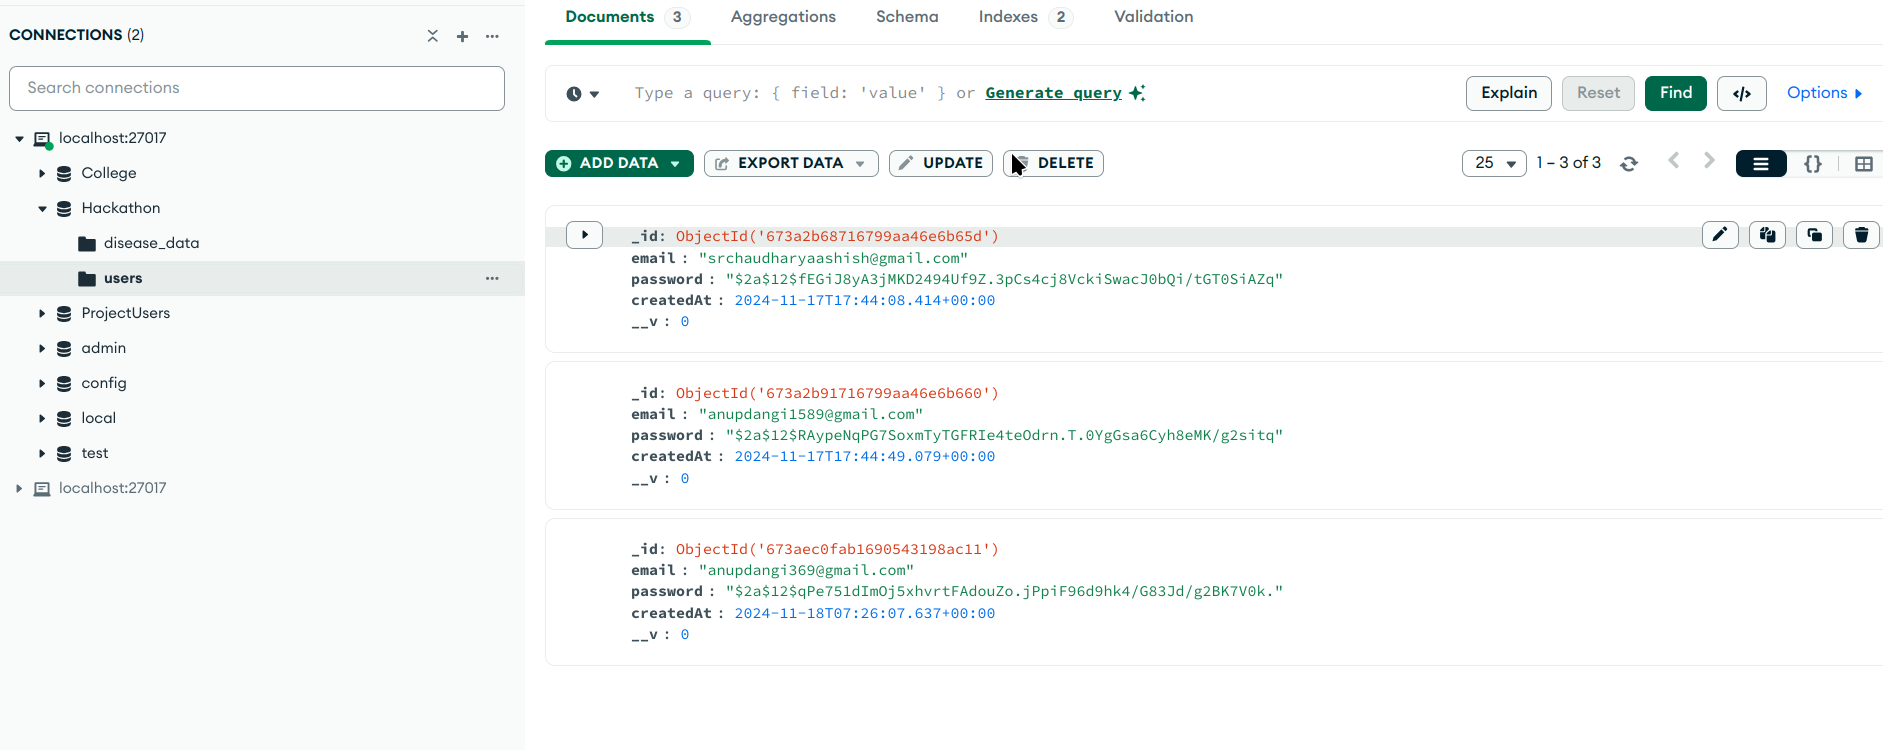 CONNECTIONS (2)
Search connections
localhost:27017
College
Hackathon
disease_data
users
ProjectUsers
admin
config
local
test
localhost:27017
Documents 3 Aggregations Schema Indexes 2 Validation
Type a query: { field: 'value' } or Generate query Explain Reset Find </> Options
ADD DATA EXPORT DATA UPDATE DELETE 25 1 – 3 of 3 {}
_id: ObjectId('673a2b68716799aa46e6b65d')
email : "srchaudharyaashish@gmail.com"
password : "$2a$12$fEGiJ8yA3jMKD2494Uf9Z.3pCs4cj8VckiSwacJ0bQi/tGT0SiAZq"
createdAt : 2024-11-17T17:44:08.414+00:00
__v : 0
_id: ObjectId('673a2b91716799aa46e6b660')
email : "anupdangi1589@gmail.com"
password : "$2a$12$RAypeNqPG7SoxmTyTGFRIe4teOdrn.T.0YgGsa6Cyh8eMK/g2sitq"
createdAt : 2024-11-17T17:44:49.079+00:00
__v : 0
_id: ObjectId('673aec0fab1690543198ac11')
email : "anupdangi369@gmail.com"
password : "$2a$12$qPe751dImOj5xhvrtFAdouZo.jPpiF96d9hk4/G83Jd/g2BK7V0k."
createdAt : 2024-11-18T07:26:07.637+00:00
__v : 0